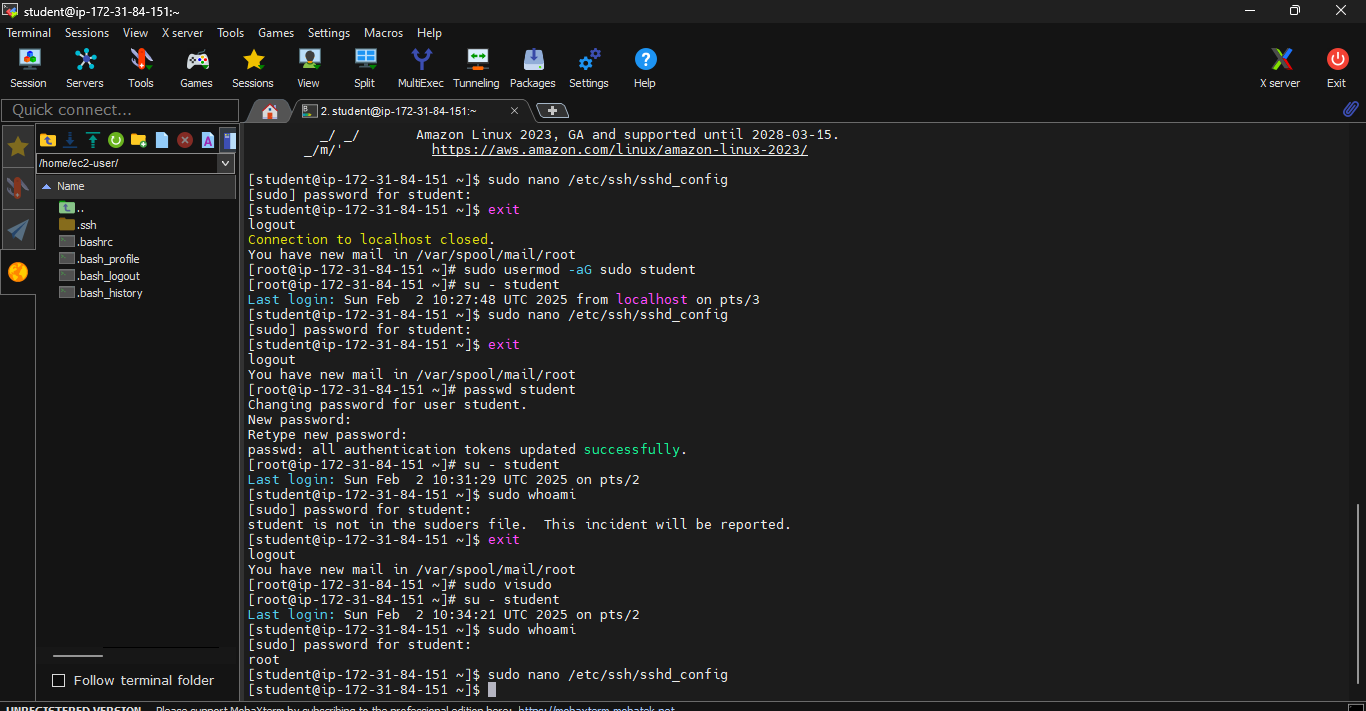 student@ip-172-31-84-151:~
Terminal Sessions View X server Tools Games Settings Macros Help
Session Servers Tools Games Sessions View Split MultiExec Tunneling Packages Settings Help X server Exit
Quick connect...
2. student@ip-172-31-84-151:~
/home/ec2-user/
Name
..
.ssh
.bashrc
.bash_profile
.bash_logout
.bash_history
Follow terminal folder
_/ _/ Amazon Linux 2023, GA and supported until 2028-03-15.
_/m/' https://aws.amazon.com/linux/amazon-linux-2023/
[student@ip-172-31-84-151 ~]$ sudo nano /etc/ssh/sshd_config
[sudo] password for student:
[student@ip-172-31-84-151 ~]$ exit
logout
Connection to localhost closed.
You have new mail in /var/spool/mail/root
[root@ip-172-31-84-151 ~]# sudo usermod -aG sudo student
[root@ip-172-31-84-151 ~]# su - student
Last login: Sun Feb  2 10:27:48 UTC 2025 from localhost on pts/3
[student@ip-172-31-84-151 ~]$ sudo nano /etc/ssh/sshd_config
[sudo] password for student:
[student@ip-172-31-84-151 ~]$ exit
logout
You have new mail in /var/spool/mail/root
[root@ip-172-31-84-151 ~]# passwd student
Changing password for user student.
New password:
Retype new password:
passwd: all authentication tokens updated successfully.
[root@ip-172-31-84-151 ~]# su - student
Last login: Sun Feb  2 10:31:29 UTC 2025 on pts/2
[student@ip-172-31-84-151 ~]$ sudo whoami
[sudo] password for student:
student is not in the sudoers file.  This incident will be reported.
[student@ip-172-31-84-151 ~]$ exit
logout
You have new mail in /var/spool/mail/root
[root@ip-172-31-84-151 ~]# sudo visudo
[root@ip-172-31-84-151 ~]# su - student
Last login: Sun Feb  2 10:34:21 UTC 2025 on pts/2
[student@ip-172-31-84-151 ~]$ sudo whoami
[sudo] password for student:
root
[student@ip-172-31-84-151 ~]$ sudo nano /etc/ssh/sshd_config
[student@ip-172-31-84-151 ~]$
UNREGISTERED VERSION - Please support MobaXterm by subscribing to the professional edition here: https://mobaxterm.mobatek.net